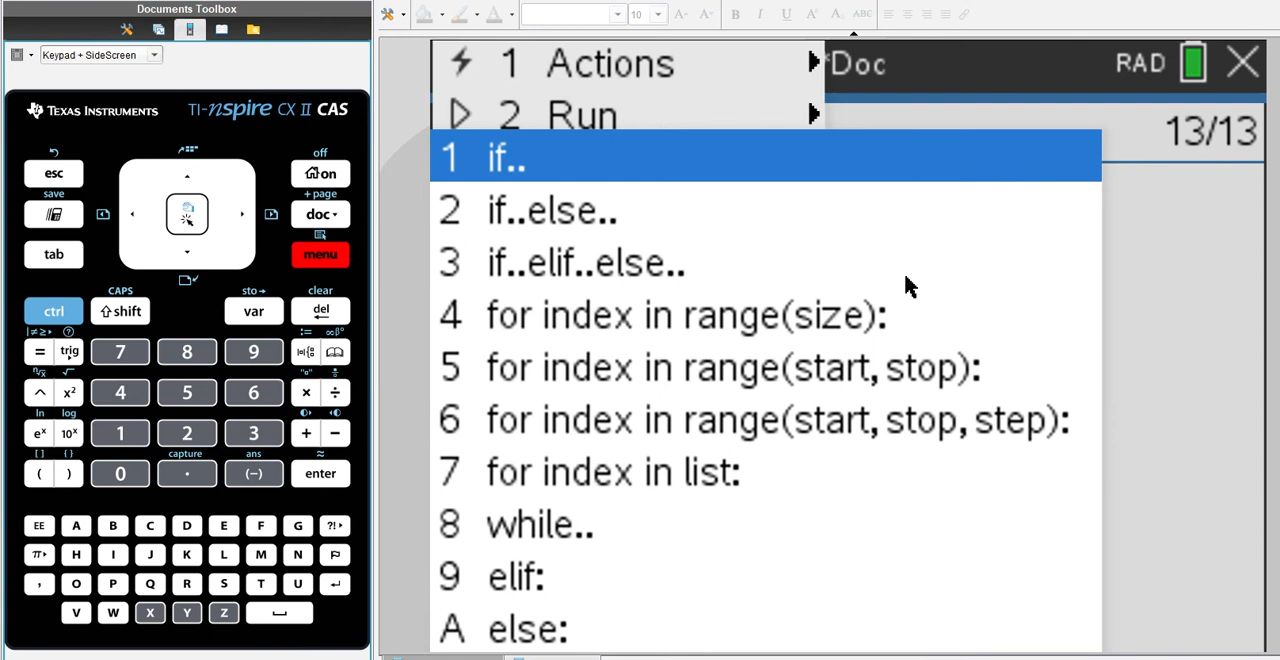 Documents Toolbox
Keypad + SideScreen
10
B I U A A ABC
TEXAS INSTRUMENTS TI-nspire CX II CAS
off
esc on
save + page
doc
tab menu
CAPS sto→ clear
ctrl shift var del
= trig 7 8 9
^ x² 4 5 6 × ÷
ln log
eˣ 10ˣ 1 2 3 + −
[ ] { } capture ans ≈
( ) 0 . (−) enter
EE A B C D E F G ?!▸
π▸ H I J K L M N
, O P Q R S T U
V W X Y Z
1 Actions
*Doc RAD
2 Run
13/13
1 if..
2 if..else..
3 if..elif..else..
4 for index in range(size):
5 for index in range(start, stop):
6 for index in range(start, stop, step):
7 for index in list:
8 while..
9 elif:
A else: